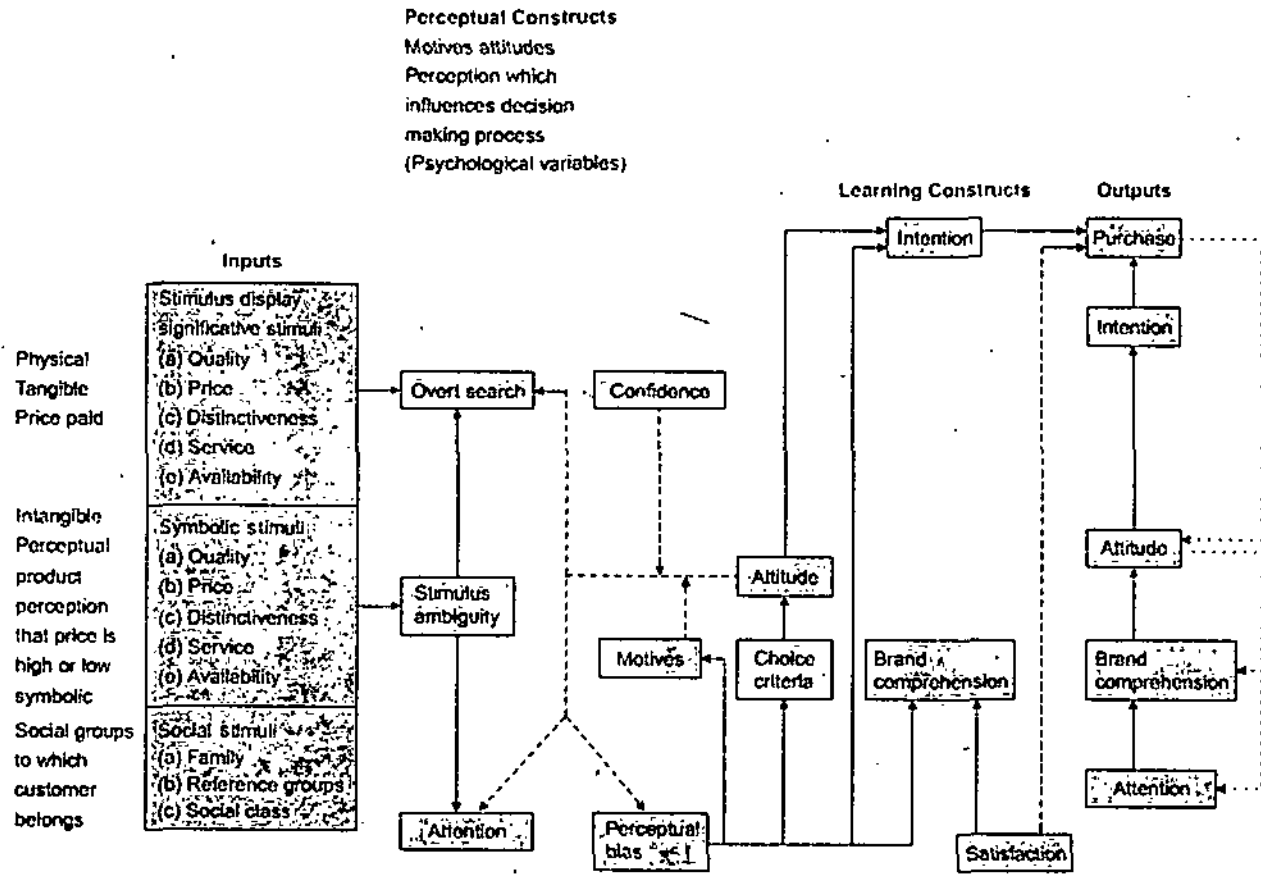 Perceptual Constructs
Motives attitudes
Perception which
influences decision
making process
(Psychological variables)
Learning Constructs
Outputs
Inputs
Physical
Tangible
Price paid
Stimulus display
significative stimuli
(a) Quality
(b) Price
(c) Distinctiveness
(d) Service
(e) Availability
Intangible
Perceptual
product
perception
that price is
high or low
symbolic
Symbolic stimuli
(a) Quality
(b) Price
(c) Distinctiveness
(d) Service
(e) Availability
Social groups
to which
customer
belongs
Social stimuli
(a) Family
(b) Reference groups
(c) Social class
Overt search
Stimulus
ambiguity
Attention
Confidence
Motives
Perceptual
bias
Attitude
Choice
criteria
Intention
Brand
comprehension
Satisfaction
Purchase
Intention
Attitude
Brand
comprehension
Attention